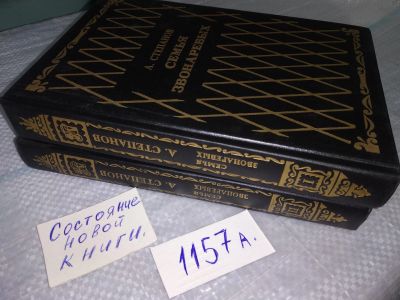 А. СТЕПАНОВ
СЕМЬЯ
ЗВОНАРЕВЫХ
СЕМЬЯ
ЗВОНАРЕВЫХ
А. СТЕПАНОВ
СЕМЬЯ
ЗВОНАРЕВЫХ
А. СТЕПАНОВ
Состояние
новой
книги.
1157 А.